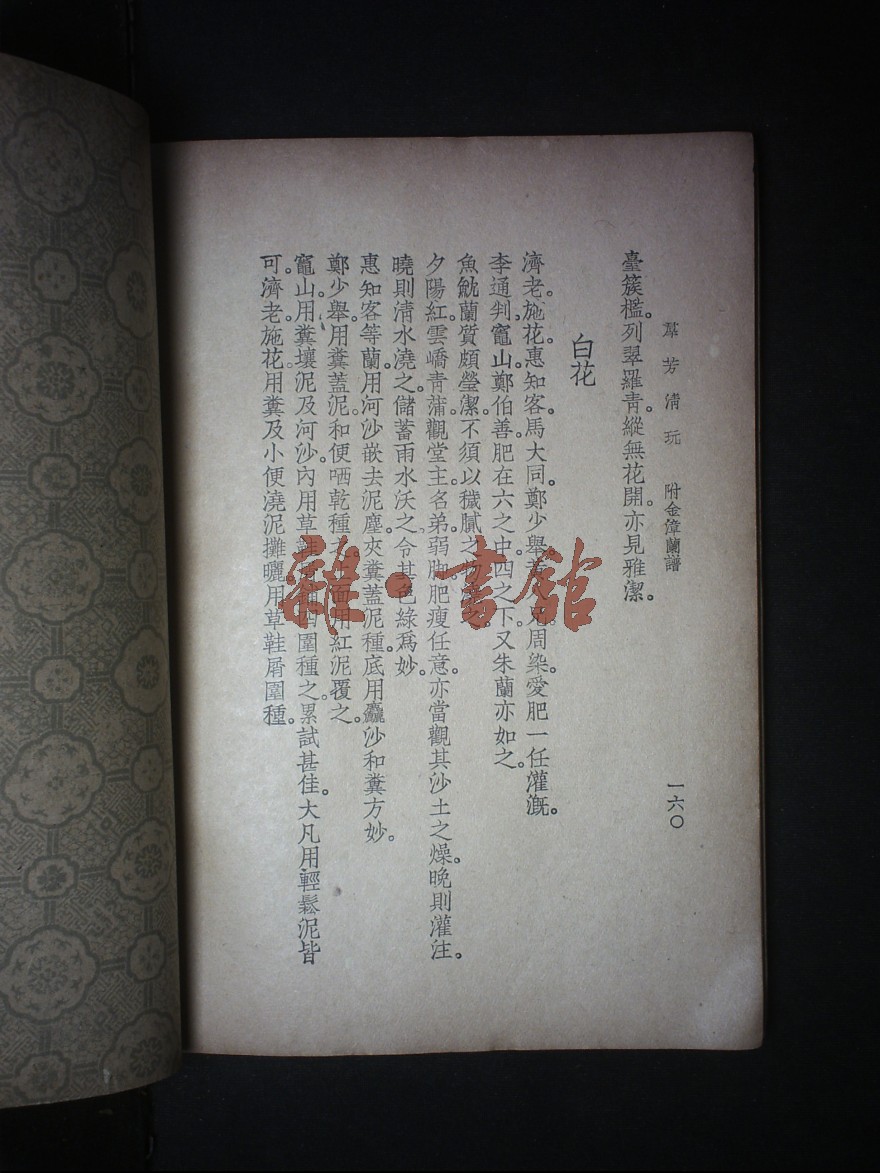 羣芳清玩　附金漳蘭譜
一六〇
臺簇檻。列翠羅青。縱無花開。亦見雅潔。
白花
濟老。施花。惠知客。馬大同。鄭少舉。周染。愛肥一任灌漑。
李通判。竈山。鄭伯善。肥在六之中。四之下。又朱蘭亦如之。
魚魫蘭質頗瑩潔。不須以穢膩之
夕陽紅。雲嶠。青蒲。觀堂主。名弟。弱脚。肥瘦任意。亦當觀其沙土之燥。晚則灌注。
曉則清水澆之。儲蓄雨水沃之。令其色綠爲妙。
惠知客等蘭。用河沙嵌去泥塵。夾糞蓋泥種。底用麤沙和糞方妙。
鄭少舉。用糞蓋泥。和便哂乾種之。面用紅泥覆之。
竈山。用糞壤泥及河沙。內用草鞋四圍種之。累試甚佳。大凡用輕鬆泥皆
可。濟老。施花。用糞及小便澆泥攤曬。用草鞋屑圍種。
雜·書館